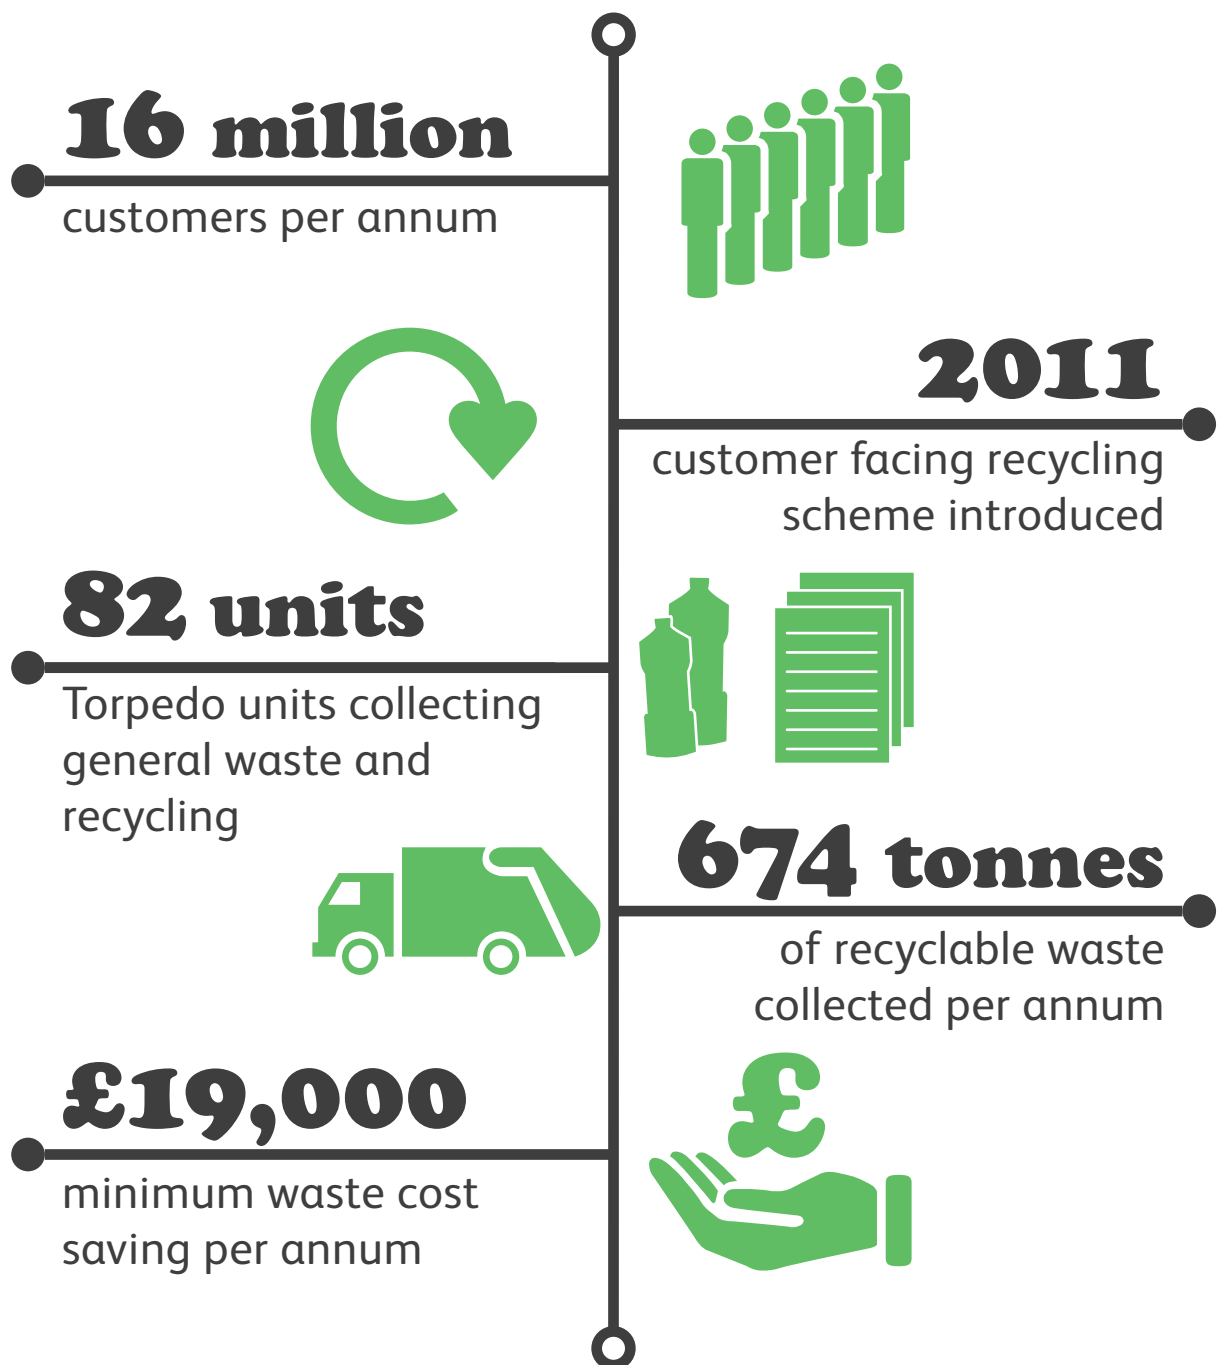 16 million
customers per annum
2011
customer facing recycling
scheme introduced
82 units
Torpedo units collecting
general waste and
recycling
674 tonnes
of recyclable waste
collected per annum
£19,000
minimum waste cost
saving per annum
£